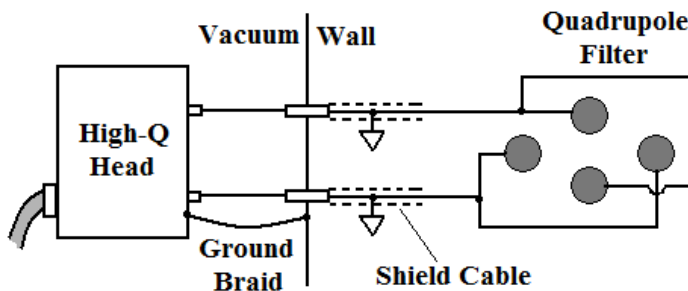 Vacuum Wall
Quadrupole
Filter
High-Q
Head
Ground
Braid
Shield Cable